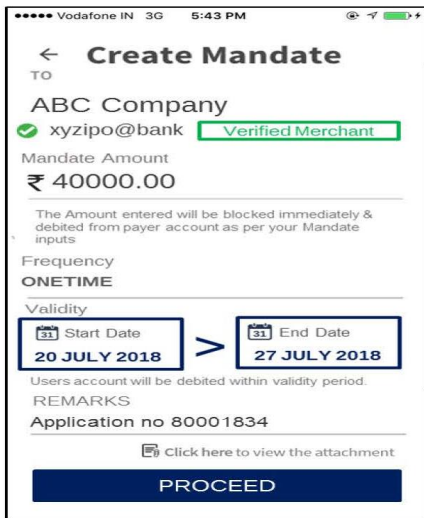 Vodafone IN 3G 5:43 PM
← Create Mandate
TO
ABC Company
xyzipo@bank Verified Merchant
Mandate Amount
₹ 40000.00
The Amount entered will be blocked immediately &
debited from payer account as per your Mandate
inputs
Frequency
ONETIME
Validity
31 Start Date > 31 End Date
20 JULY 2018 27 JULY 2018
Users account will be debited within validity period.
REMARKS
Application no 80001834
Click here to view the attachment
PROCEED